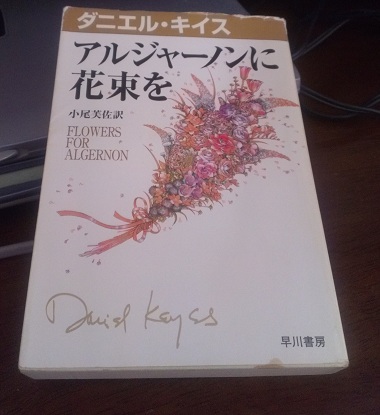 ダニエル・キイス
アルジャーノンに
花束を
小尾芙佐訳
FLOWERS
FOR
ALGERNON
Daniel Keyes
早川書房